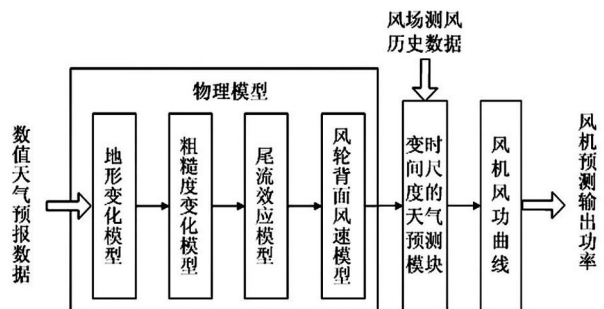 风场测风
历史数据
物理模型
数值天气预报数据
地形变化模型
粗糙度变化模型
尾流效应模型
风轮背面风速模型
变时间尺度的天气预测模块
风机风功曲线
风机预测输出功率